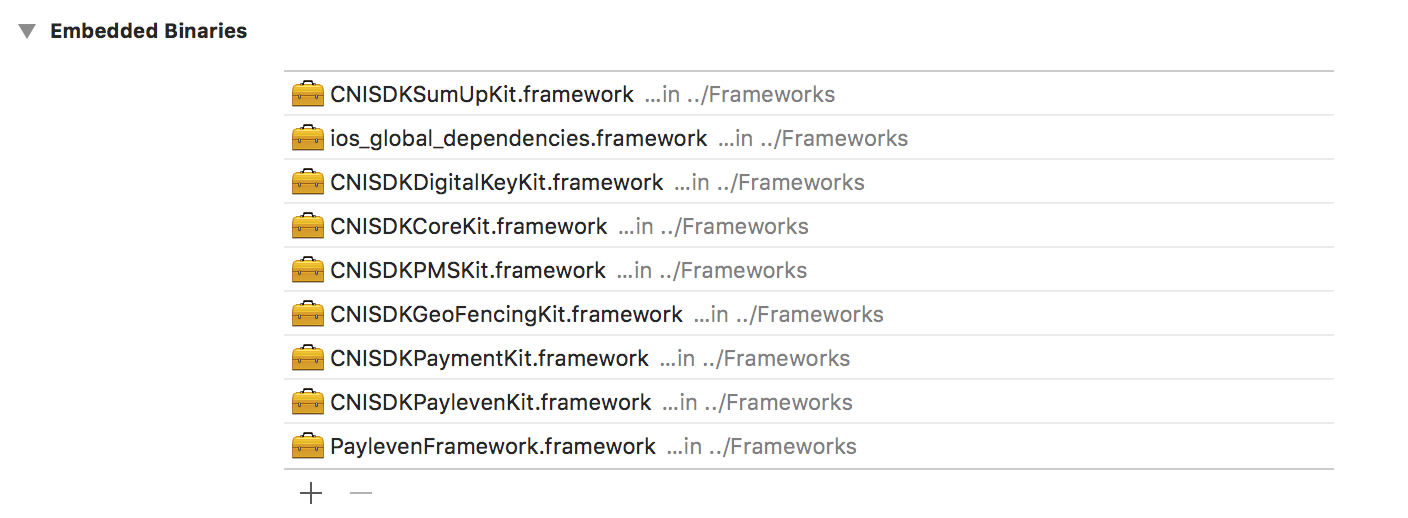 Embedded Binaries
CNISDKSumUpKit.framework ...in ../Frameworks
ios_global_dependencies.framework ...in ../Frameworks
CNISDKDigitalKeyKit.framework ...in ../Frameworks
CNISDKCoreKit.framework ...in ../Frameworks
CNISDKPMSKit.framework ...in ../Frameworks
CNISDKGeoFencingKit.framework ...in ../Frameworks
CNISDKPaymentKit.framework ...in ../Frameworks
CNISDKPaylevenKit.framework ...in ../Frameworks
PaylevenFramework.framework ...in ../Frameworks